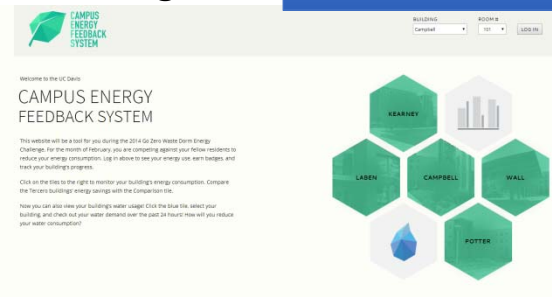 CAMPUS
ENERGY
FEEDBACK
SYSTEM
BUILDING
ROOM #
Campbell
101
LOG IN
Welcome to the UC Davis
CAMPUS ENERGY
FEEDBACK SYSTEM
This website will be a tool for you during the 2014 Go Zero Waste Dorm Energy
Challenge. For the month of February, you are competing against your fellow residents to
reduce your energy consumption. Log in above to see your energy use, earn badges, and
track your building's progress.
Click on the tiles to the right to monitor your building's energy consumption. Compare
the Tercero buildings' energy savings with the Comparison tile.
Now you can also view your building's water usage! Click the blue tile, select your
building, and check out your water demand over the past 24 hours! How will you reduce
your water consumption?
KEARNEY
LASEN
CAMPBELL
WALL
POTTER